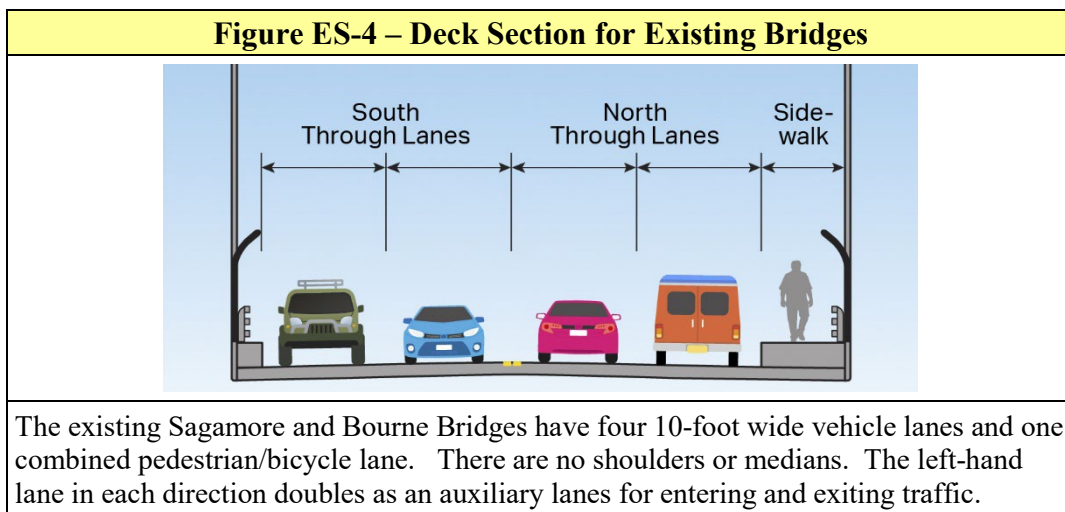 Figure ES-4 – Deck Section for Existing Bridges
South
Through Lanes
North
Through Lanes
Side-
walk
The existing Sagamore and Bourne Bridges have four 10-foot wide vehicle lanes and one
combined pedestrian/bicycle lane.   There are no shoulders or medians.  The left-hand
lane in each direction doubles as an auxiliary lanes for entering and exiting traffic.